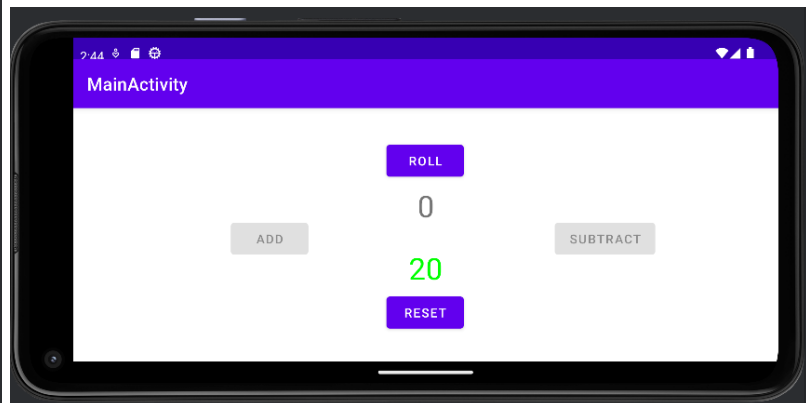 2:44
MainActivity
ROLL
0
ADD
SUBTRACT
20
RESET